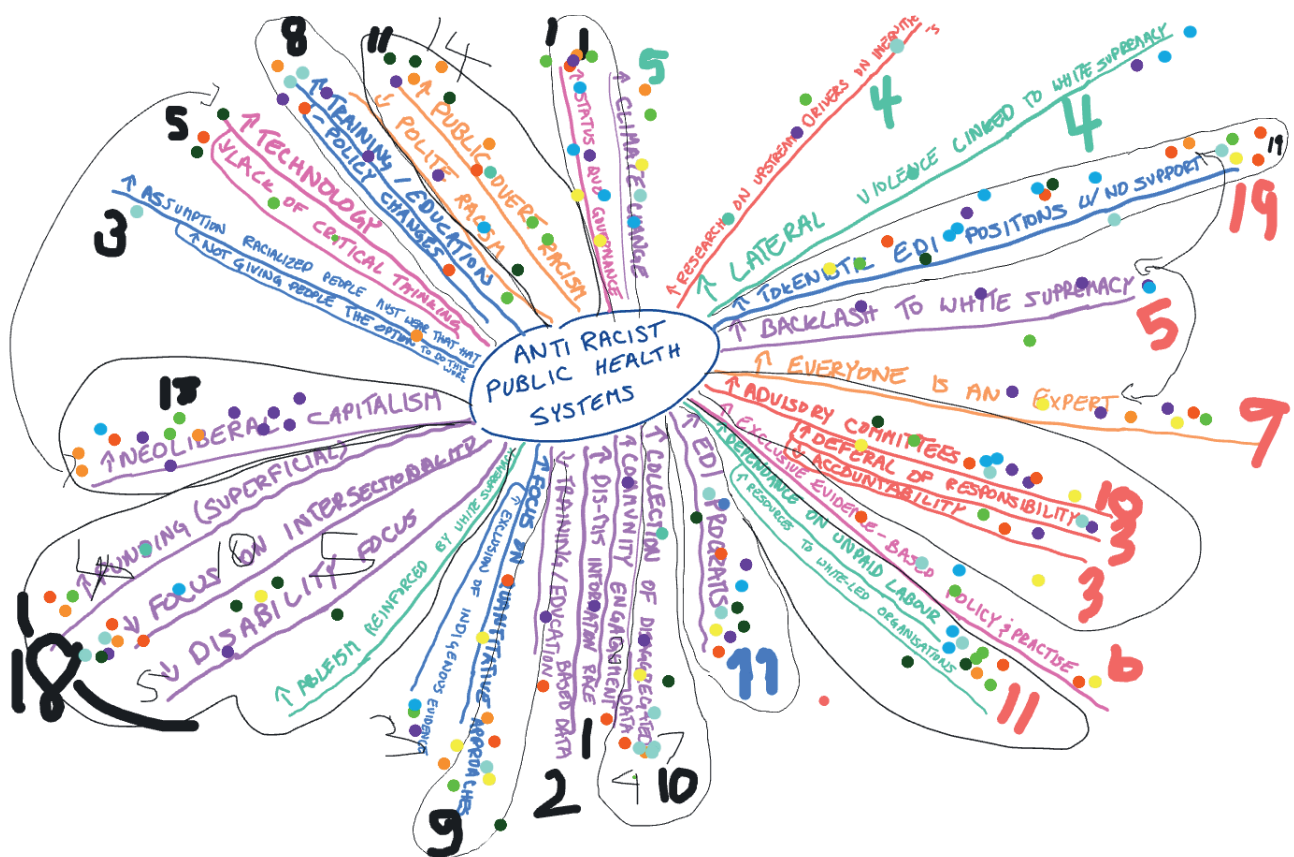 ANTI RACIST
PUBLIC HEALTH
SYSTEMS
↑ CLIMATE CHANGE
5
↑ RESEARCH ON UPSTREAM DRIVERS ON
4
↑ LATERAL VIOLENCE LINKED TO WHITE SUPREMACY
4
↑ TOKENISTIC EDI POSITIONS W/ NO SUPPORT
19
19
↑ BACKLASH TO WHITE SUPREMACY
5
↑ EVERYONE IS AN EXPERT
9
↑ ADVISORY COMMITTEES
10
↑ DEFERAL OF RESPONSIBILITY
3
↓ ACCOUNTABILITY
3
↑ EXCLUSIVE EVIDENCE-BASED POLICY & PRACTISE
6
↑ DEPENDANCE ON UNPAID LABOUR
↑ RESOURCES TO WHITE-LED ORGANISATIONS
11
↑ EDI PROGRAMS
11
↑ COLLECTION OF DISAGGREGATED DATA
7
10
↑ COMMUNITY ENGAGEMENT
4
↑ DIS-/MIS INFORMATION RACE
1
↓ TRAINING/EDUCATION BASED DATA
2
↑ FOCUS ON QUANTITATIVE APPROACHES
9
↑ EXCLUSION OF INDIGENOUS EVIDENCE
↑ ABLEISM REINFORCED BY WHITE SUPREMACY
↓ DISABILITY FOCUS
5
5
↓ FOCUS ON INTERSECTIONALITY
10
18
↑ FUNDING (SUPERFICIAL)
↑ NEOLIBERAL CAPITALISM
↑ ASSUMPTION RACIALIZED PEOPLE MUST WEAR THAT HAT
↑ NOT GIVING PEOPLE THE OPTION TO DO THIS WORK
3
↑ TECHNOLOGY
↓ LACK OF CRITICAL THINKING
5
↑ TRAINING / EDUCATION
- POLICY CHANGES
8
↓ POLITE RACISM
↑ PUBLIC OVERT RACISM
11
14
↑ STATUS QUO GOVERNANCE
11